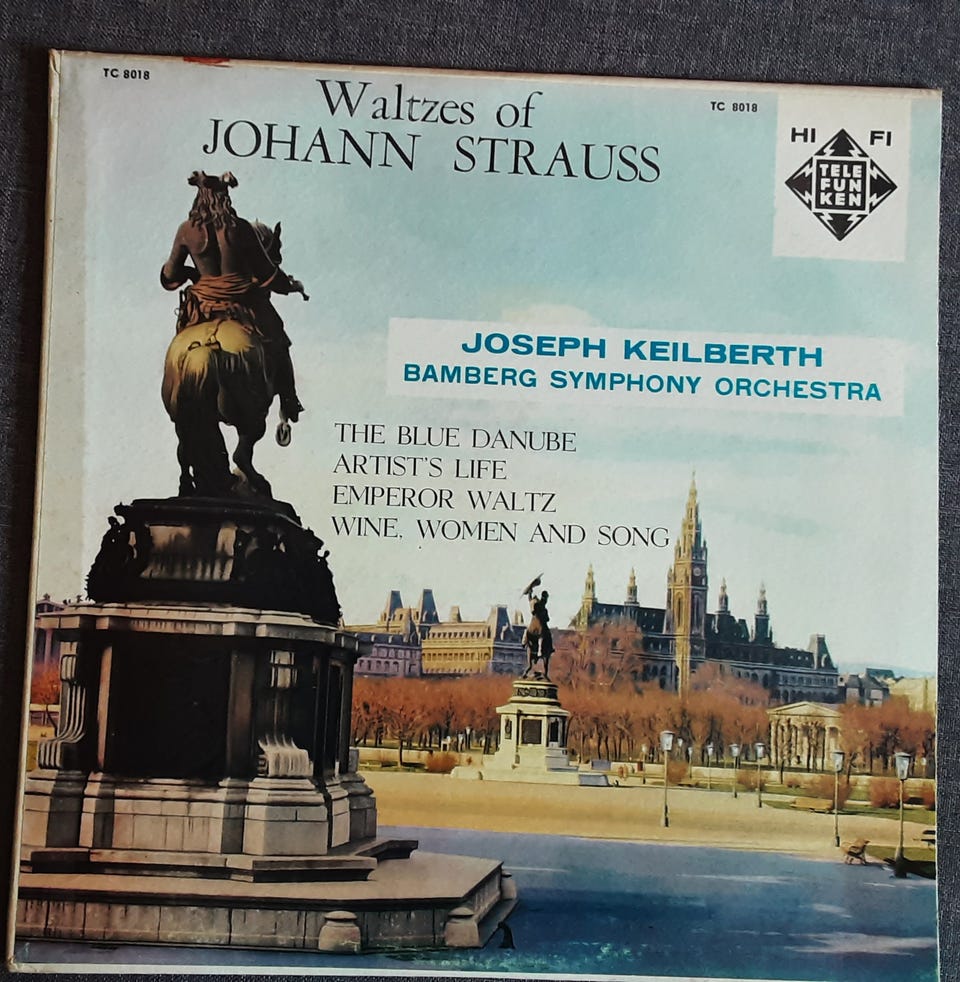 TC 8018
Waltzes of
JOHANN STRAUSS
TC 8018
HI FI
TELE
FUN
KEN
JOSEPH KEILBERTH
BAMBERG SYMPHONY ORCHESTRA
THE BLUE DANUBE
ARTIST'S LIFE
EMPEROR WALTZ
WINE, WOMEN AND SONG